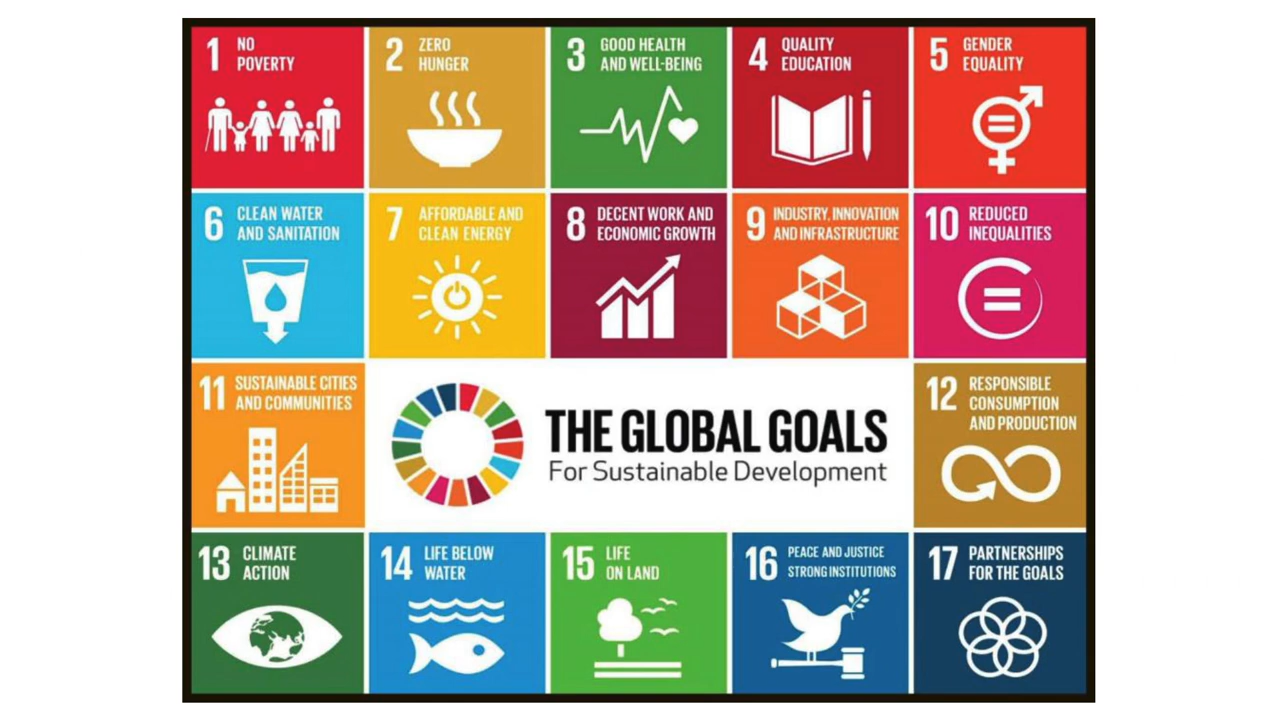 1 NO
POVERTY
2 ZERO
HUNGER
3 GOOD HEALTH
AND WELL-BEING
4 QUALITY
EDUCATION
5 GENDER
EQUALITY
6 CLEAN WATER
AND SANITATION
7 AFFORDABLE AND
CLEAN ENERGY
8 DECENT WORK AND
ECONOMIC GROWTH
9 INDUSTRY, INNOVATION
AND INFRASTRUCTURE
10 REDUCED
INEQUALITIES
11 SUSTAINABLE CITIES
AND COMMUNITIES
THE GLOBAL GOALS
For Sustainable Development
12 RESPONSIBLE
CONSUMPTION
AND PRODUCTION
13 CLIMATE
ACTION
14 LIFE BELOW
WATER
15 LIFE
ON LAND
16 PEACE AND JUSTICE
STRONG INSTITUTIONS
17 PARTNERSHIPS
FOR THE GOALS